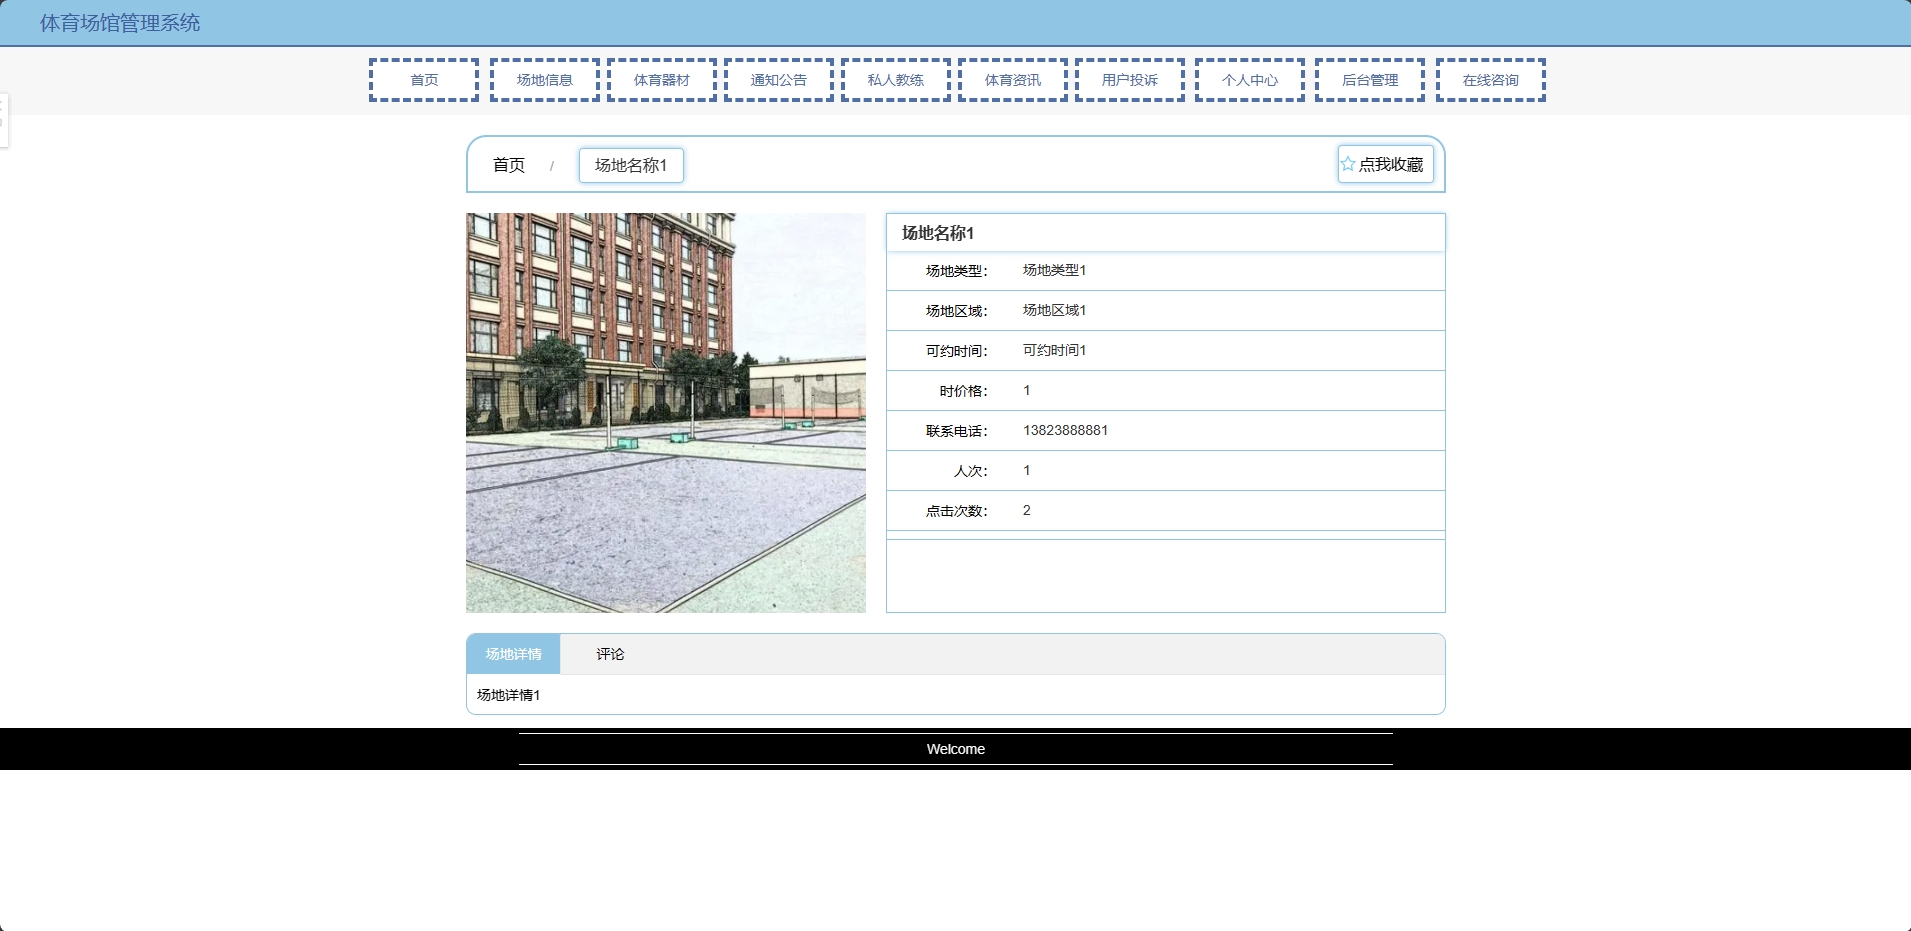 体育场馆管理系统
首页 场地信息 体育器材 通知公告 私人教练 体育资讯 用户投诉 个人中心 后台管理 在线咨询
首页 / 场地名称1 点我收藏
场地名称1
场地类型： 场地类型1
场地区域： 场地区域1
可约时间： 可约时间1
时价格： 1
联系电话： 13823888881
人次： 1
点击次数： 2
场地详情 评论
场地详情1
Welcome